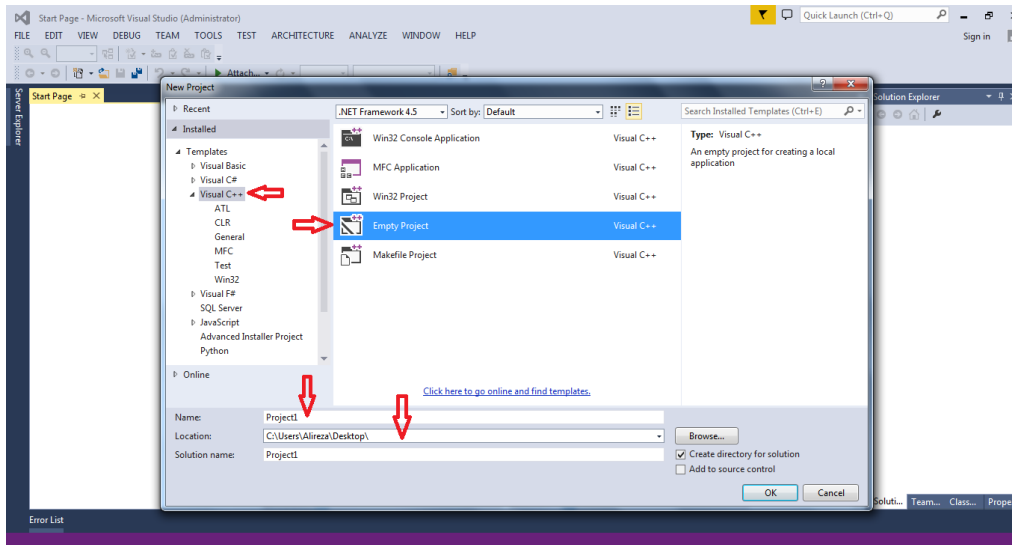 Start Page - Microsoft Visual Studio (Administrator)
Quick Launch (Ctrl+Q)
FILE EDIT VIEW DEBUG TEAM TOOLS TEST ARCHITECTURE ANALYZE WINDOW HELP
Sign in
Attach...
Server Explorer
Start Page
Solution Explorer
New Project
Recent
.NET Framework 4.5
Sort by: Default
Search Installed Templates (Ctrl+E)
Installed
Templates
Visual Basic
Visual C#
Visual C++
ATL
CLR
General
MFC
Test
Win32
Visual F#
SQL Server
JavaScript
Advanced Installer Project
Python
Online
Win32 Console Application Visual C++
MFC Application Visual C++
Win32 Project Visual C++
Empty Project Visual C++
Makefile Project Visual C++
Click here to go online and find templates.
Type: Visual C++
An empty project for creating a local
application
Name: Project1
Location: C:\Users\Alireza\Desktop\
Browse...
Solution name: Project1
Create directory for solution
Add to source control
OK Cancel
Soluti... Team... Class... Prope
Error List